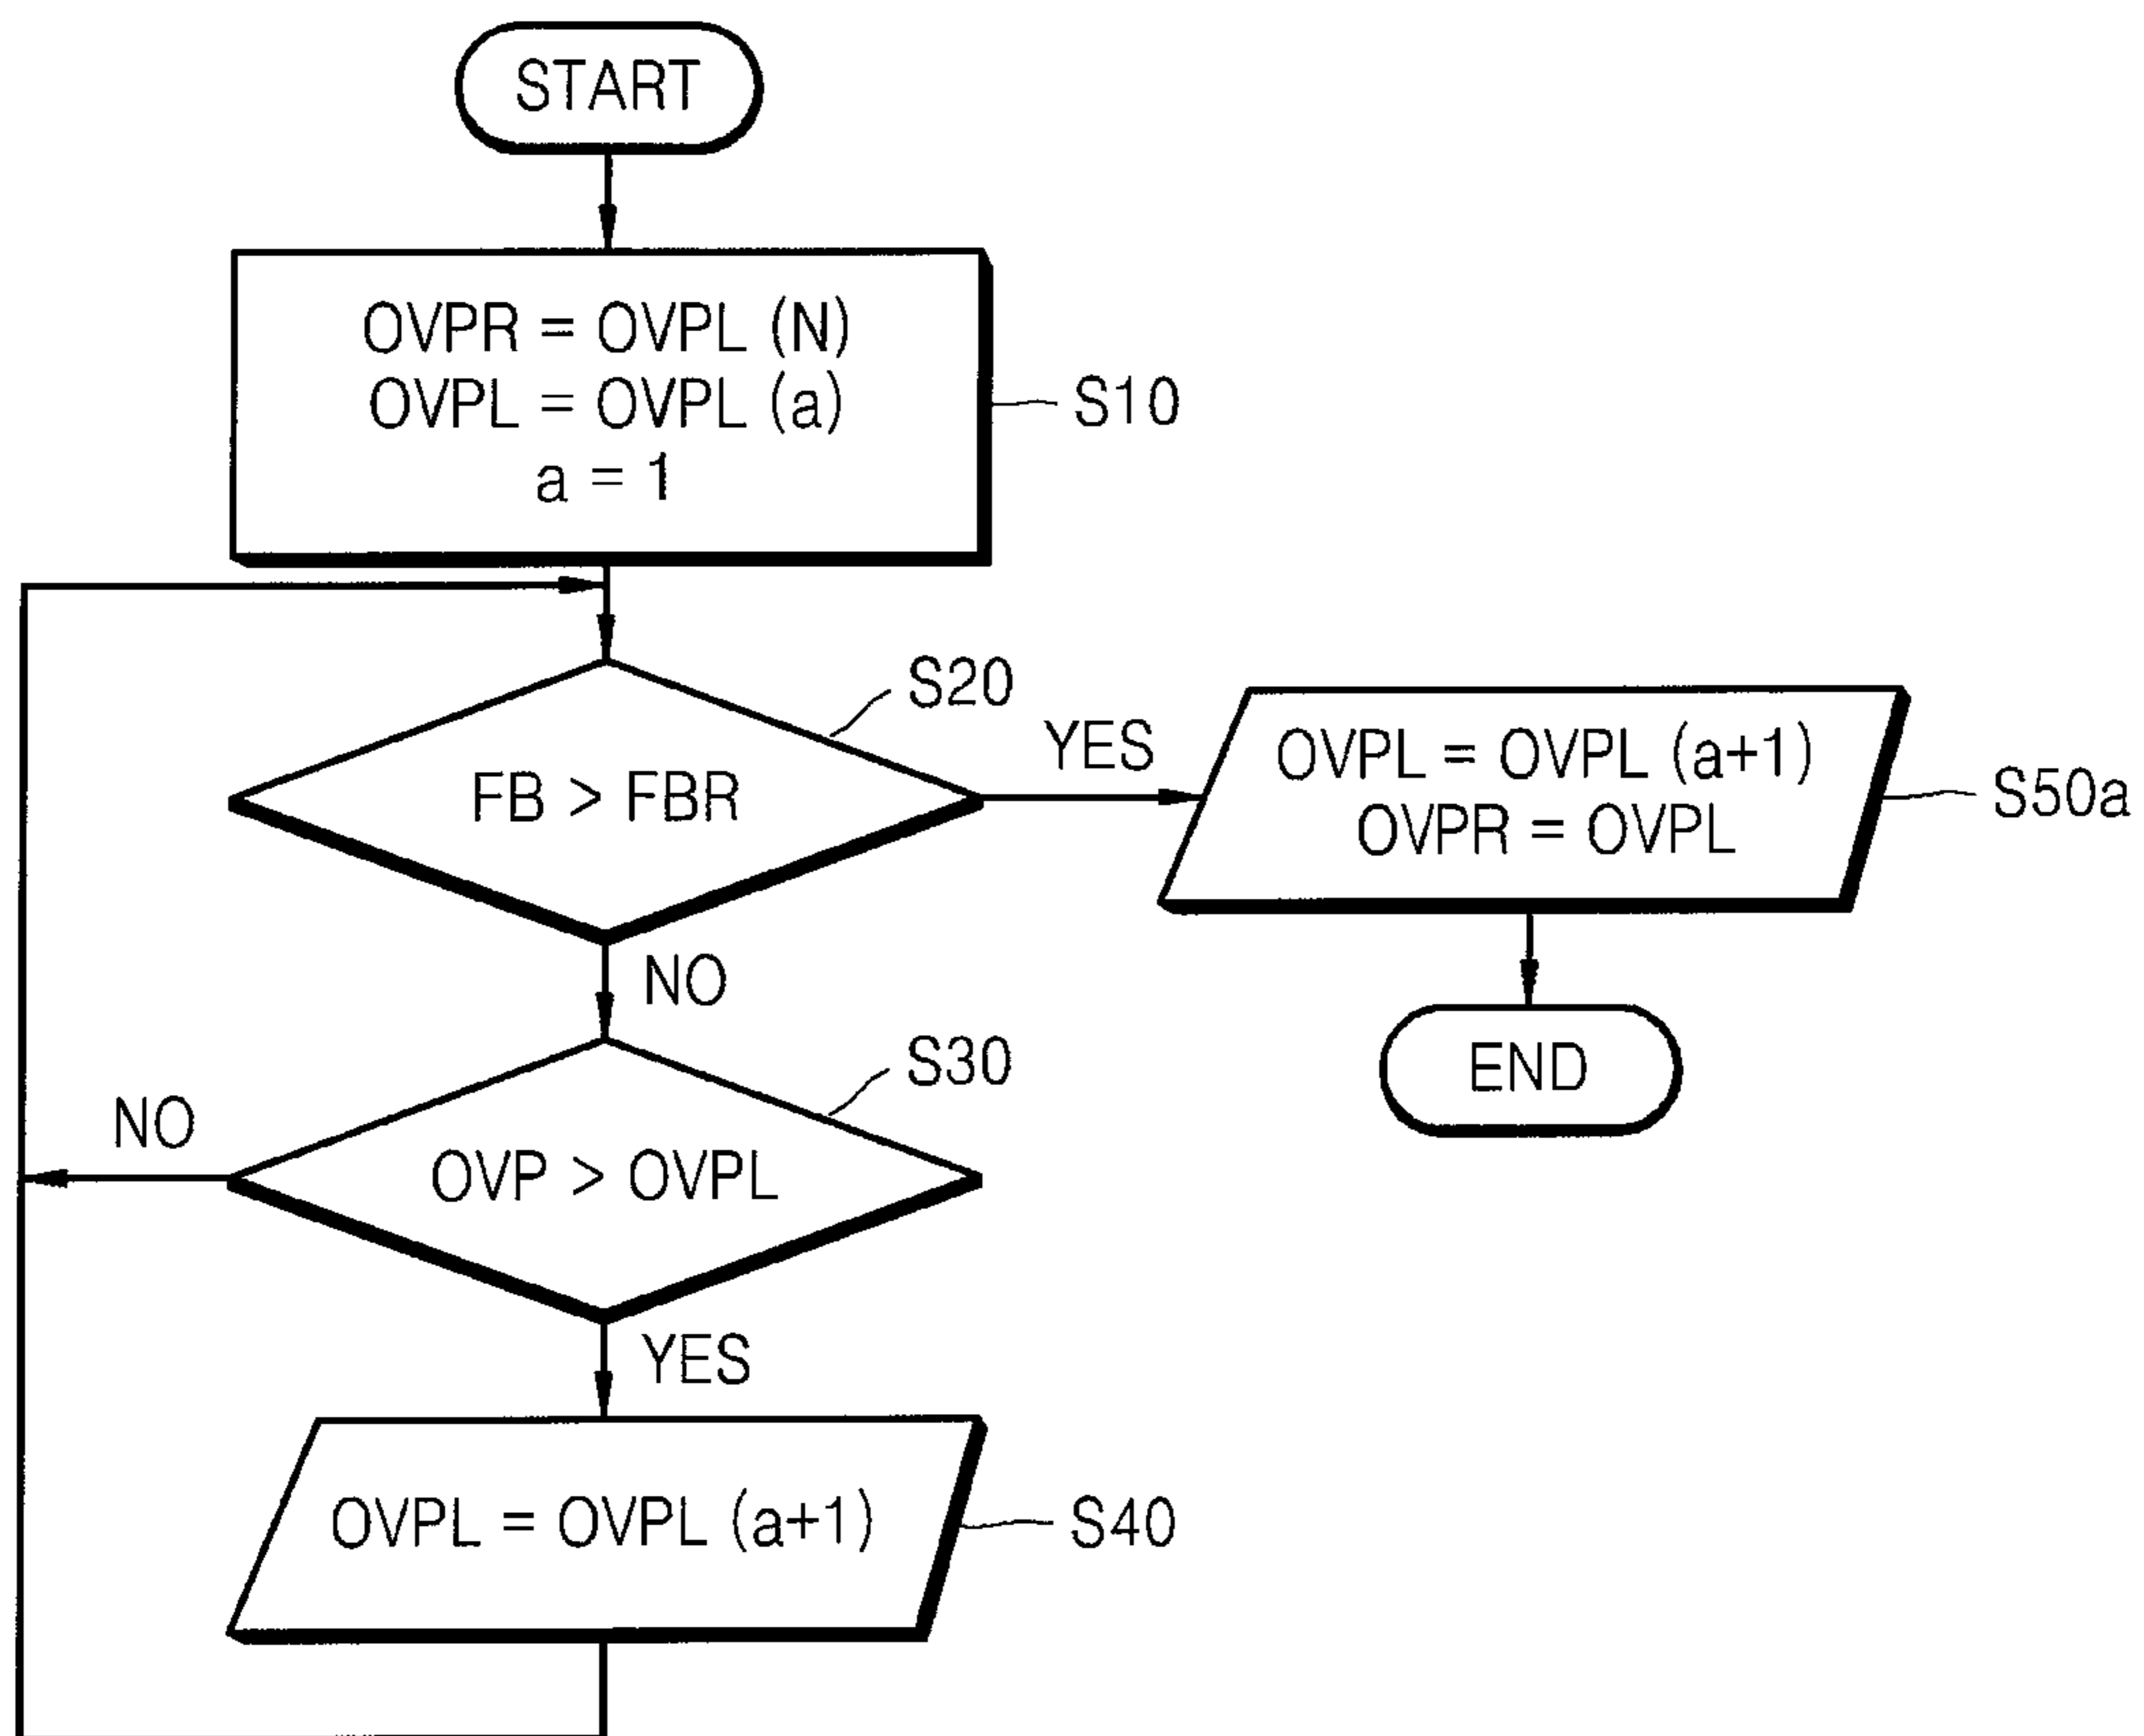 START
OVPR = OVPL (N)
OVPL = OVPL (a)
a = 1
S10
S20
FB > FBR
YES
OVPL = OVPL (a+1)
OVPR = OVPL
S50a
NO
END
S30
OVP > OVPL
NO
YES
OVPL = OVPL (a+1)
S40